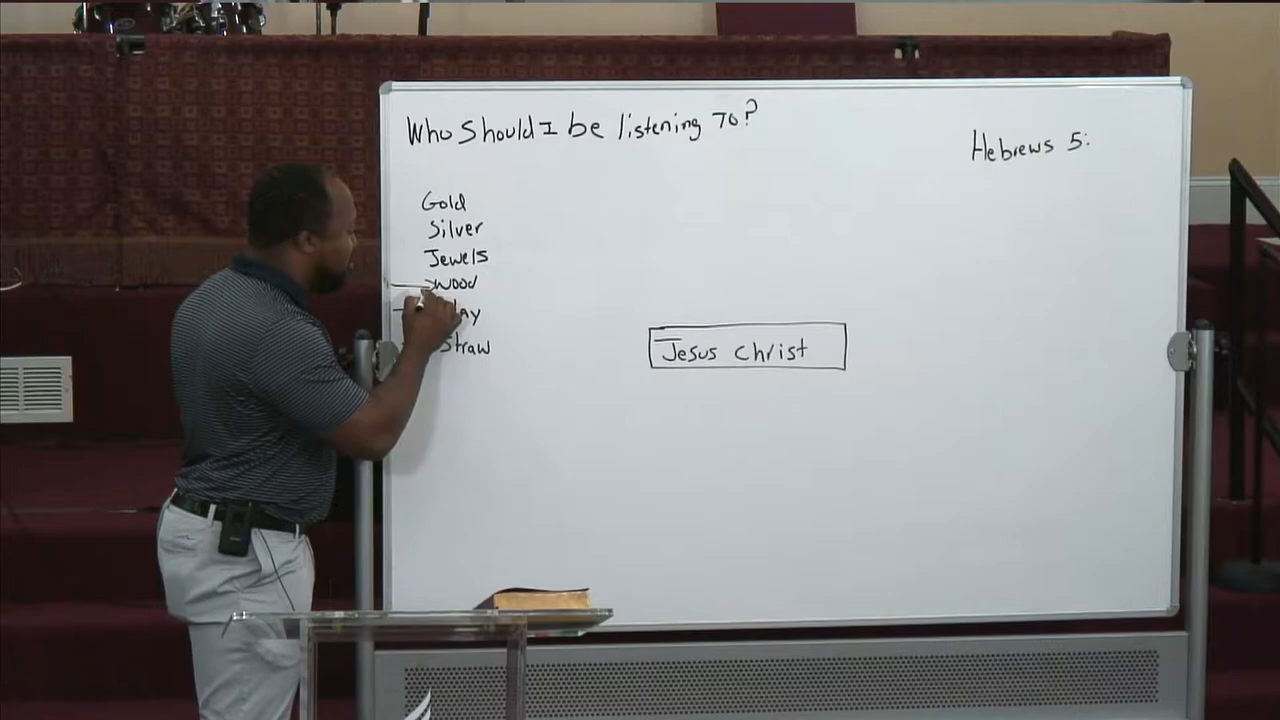 Who Should I be listening To?
Hebrews 5:
Gold
Silver
Jewels
Wood
Straw
Jesus Christ